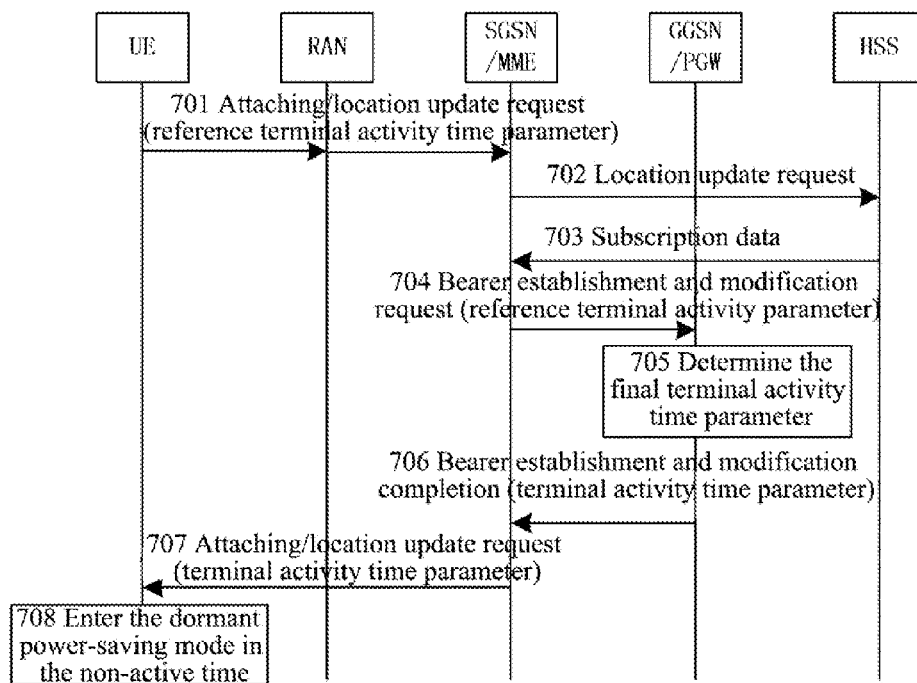 UE
RAN
SGSN
/MME
GGSN
/PGW
HSS
701 Attaching/location update request
(reference terminal activity time parameter)
702 Location update request
703 Subscription data
704 Bearer establishment and modification
request (reference terminal activity parameter)
705 Determine the
final terminal activity
time parameter
706 Bearer establishment and modification
completion (terminal activity time parameter)
707 Attaching/location update request
(terminal activity time parameter)
708 Enter the dormant
power-saving mode in
the non-active time